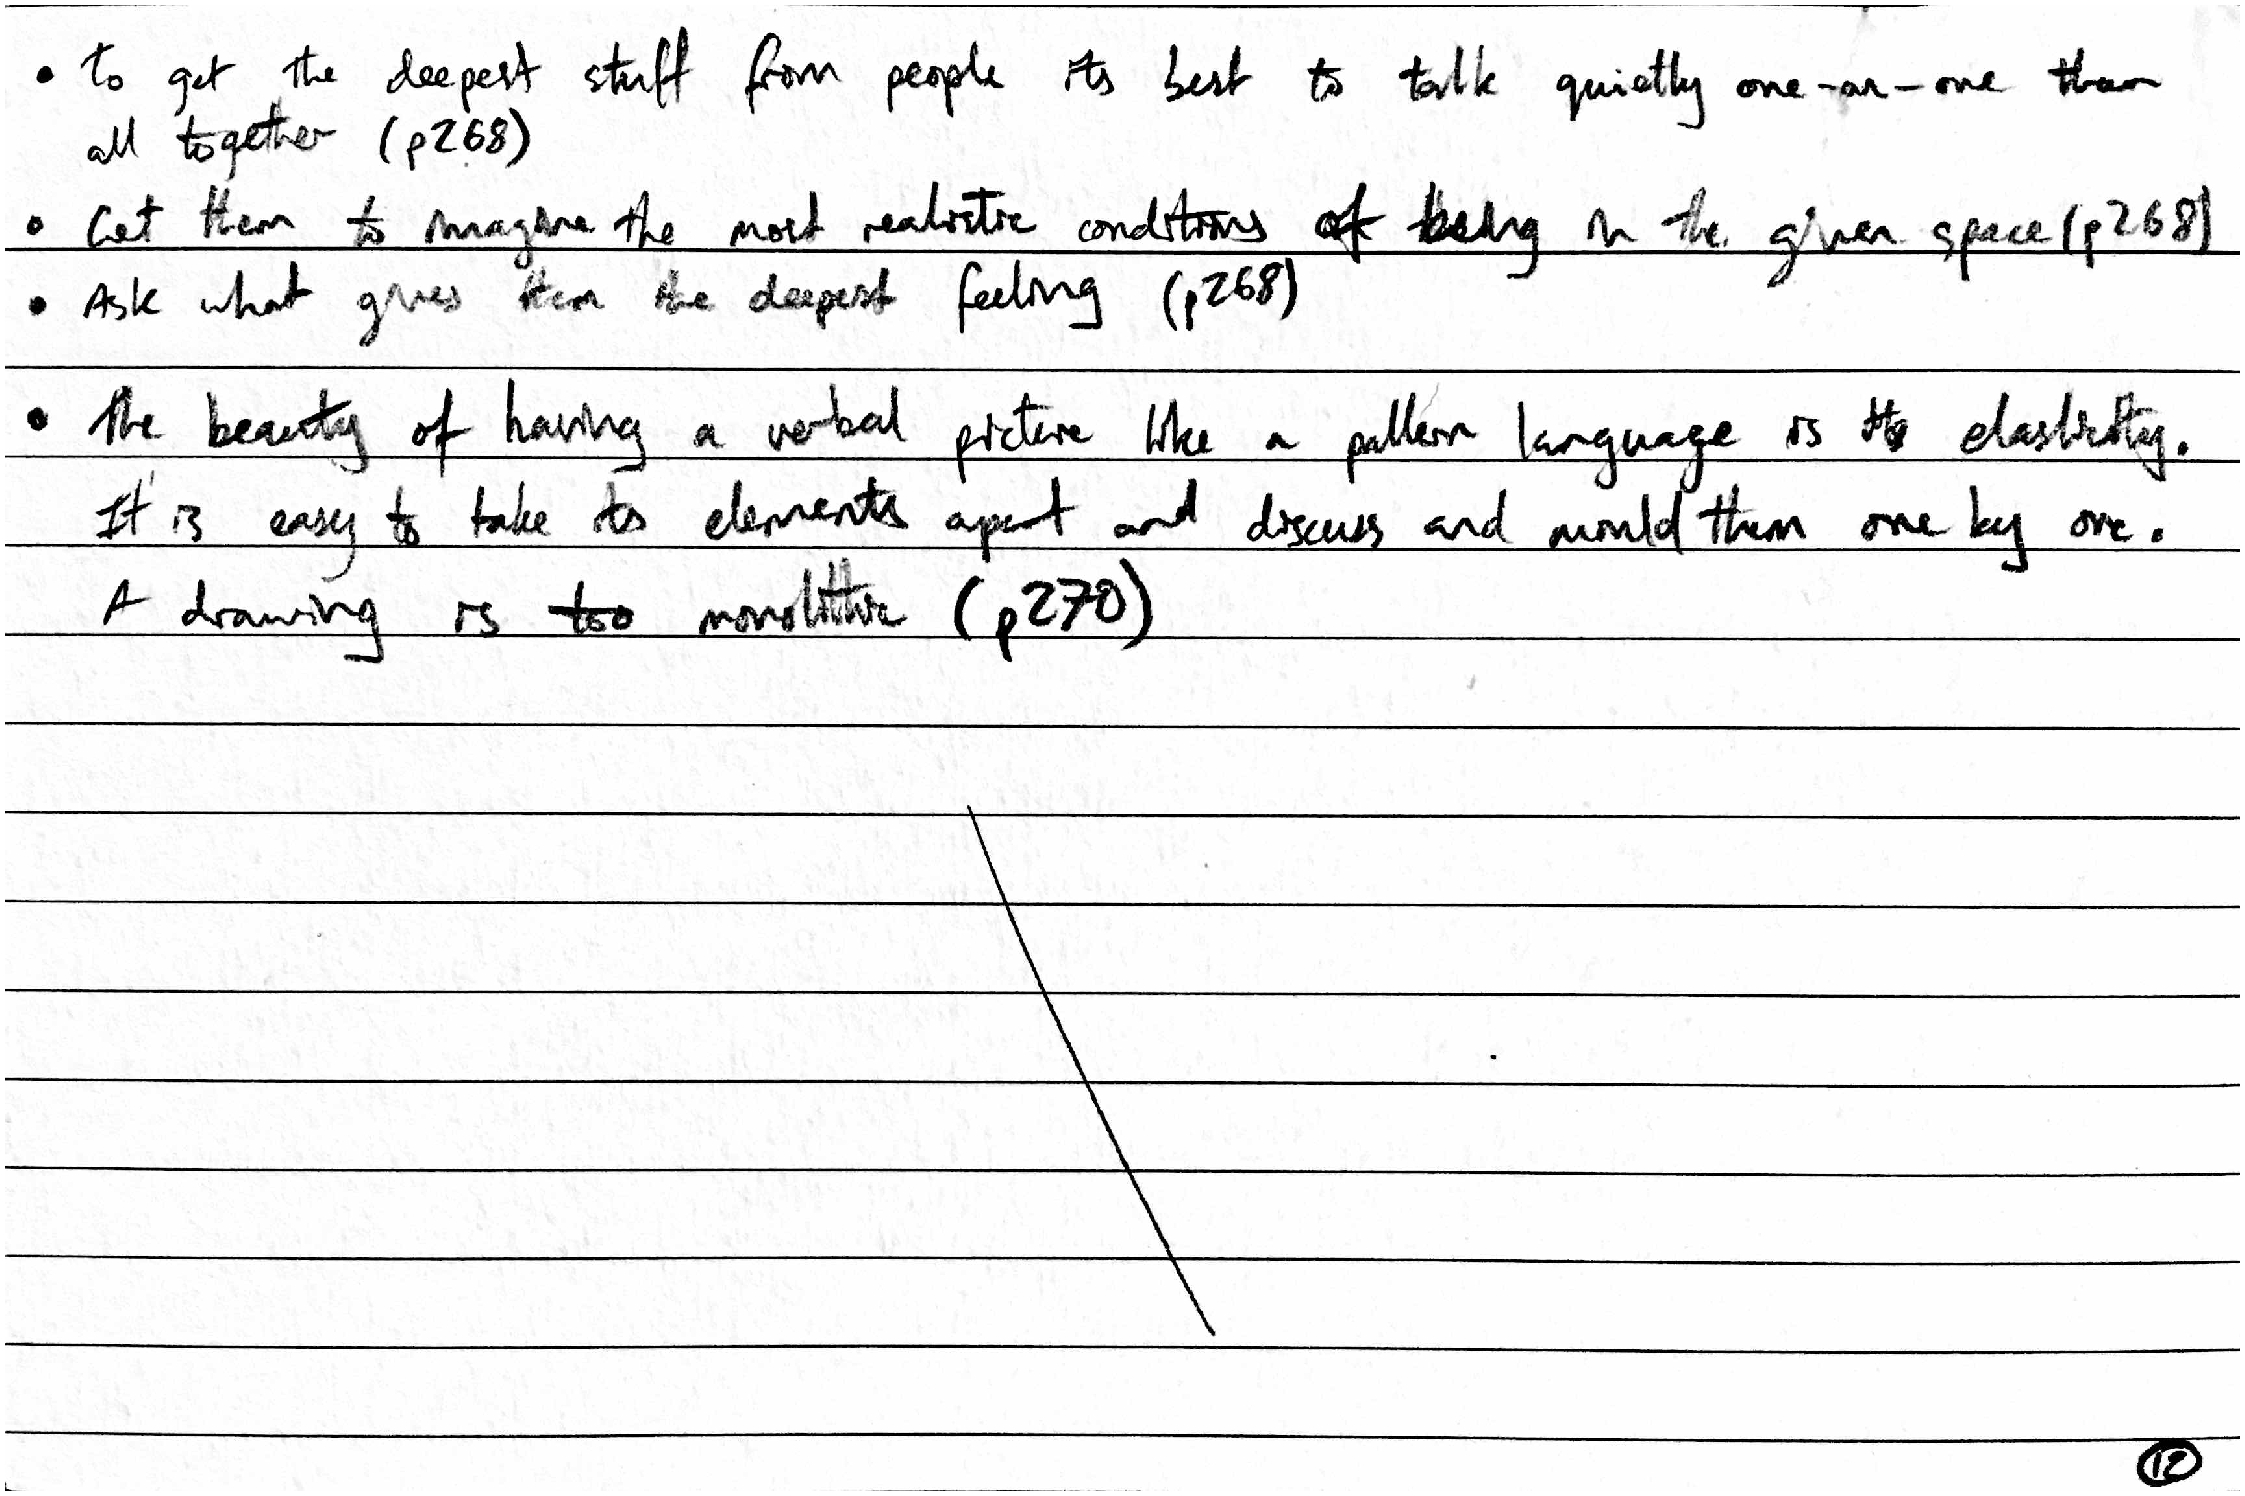 • To get the deepest stuff from people its best to talk quietly one-on-one than
all together (p268)
• Get them to imagine the most realistic conditions of being in the given space (p268)
• Ask what gives them the deepest feeling (p268)
• The beauty of having a verbal picture like a pattern language is its elasticity.
It is easy to take its elements apart and discuss and mould them one by one.
A drawing is too monolithic (p270)
12